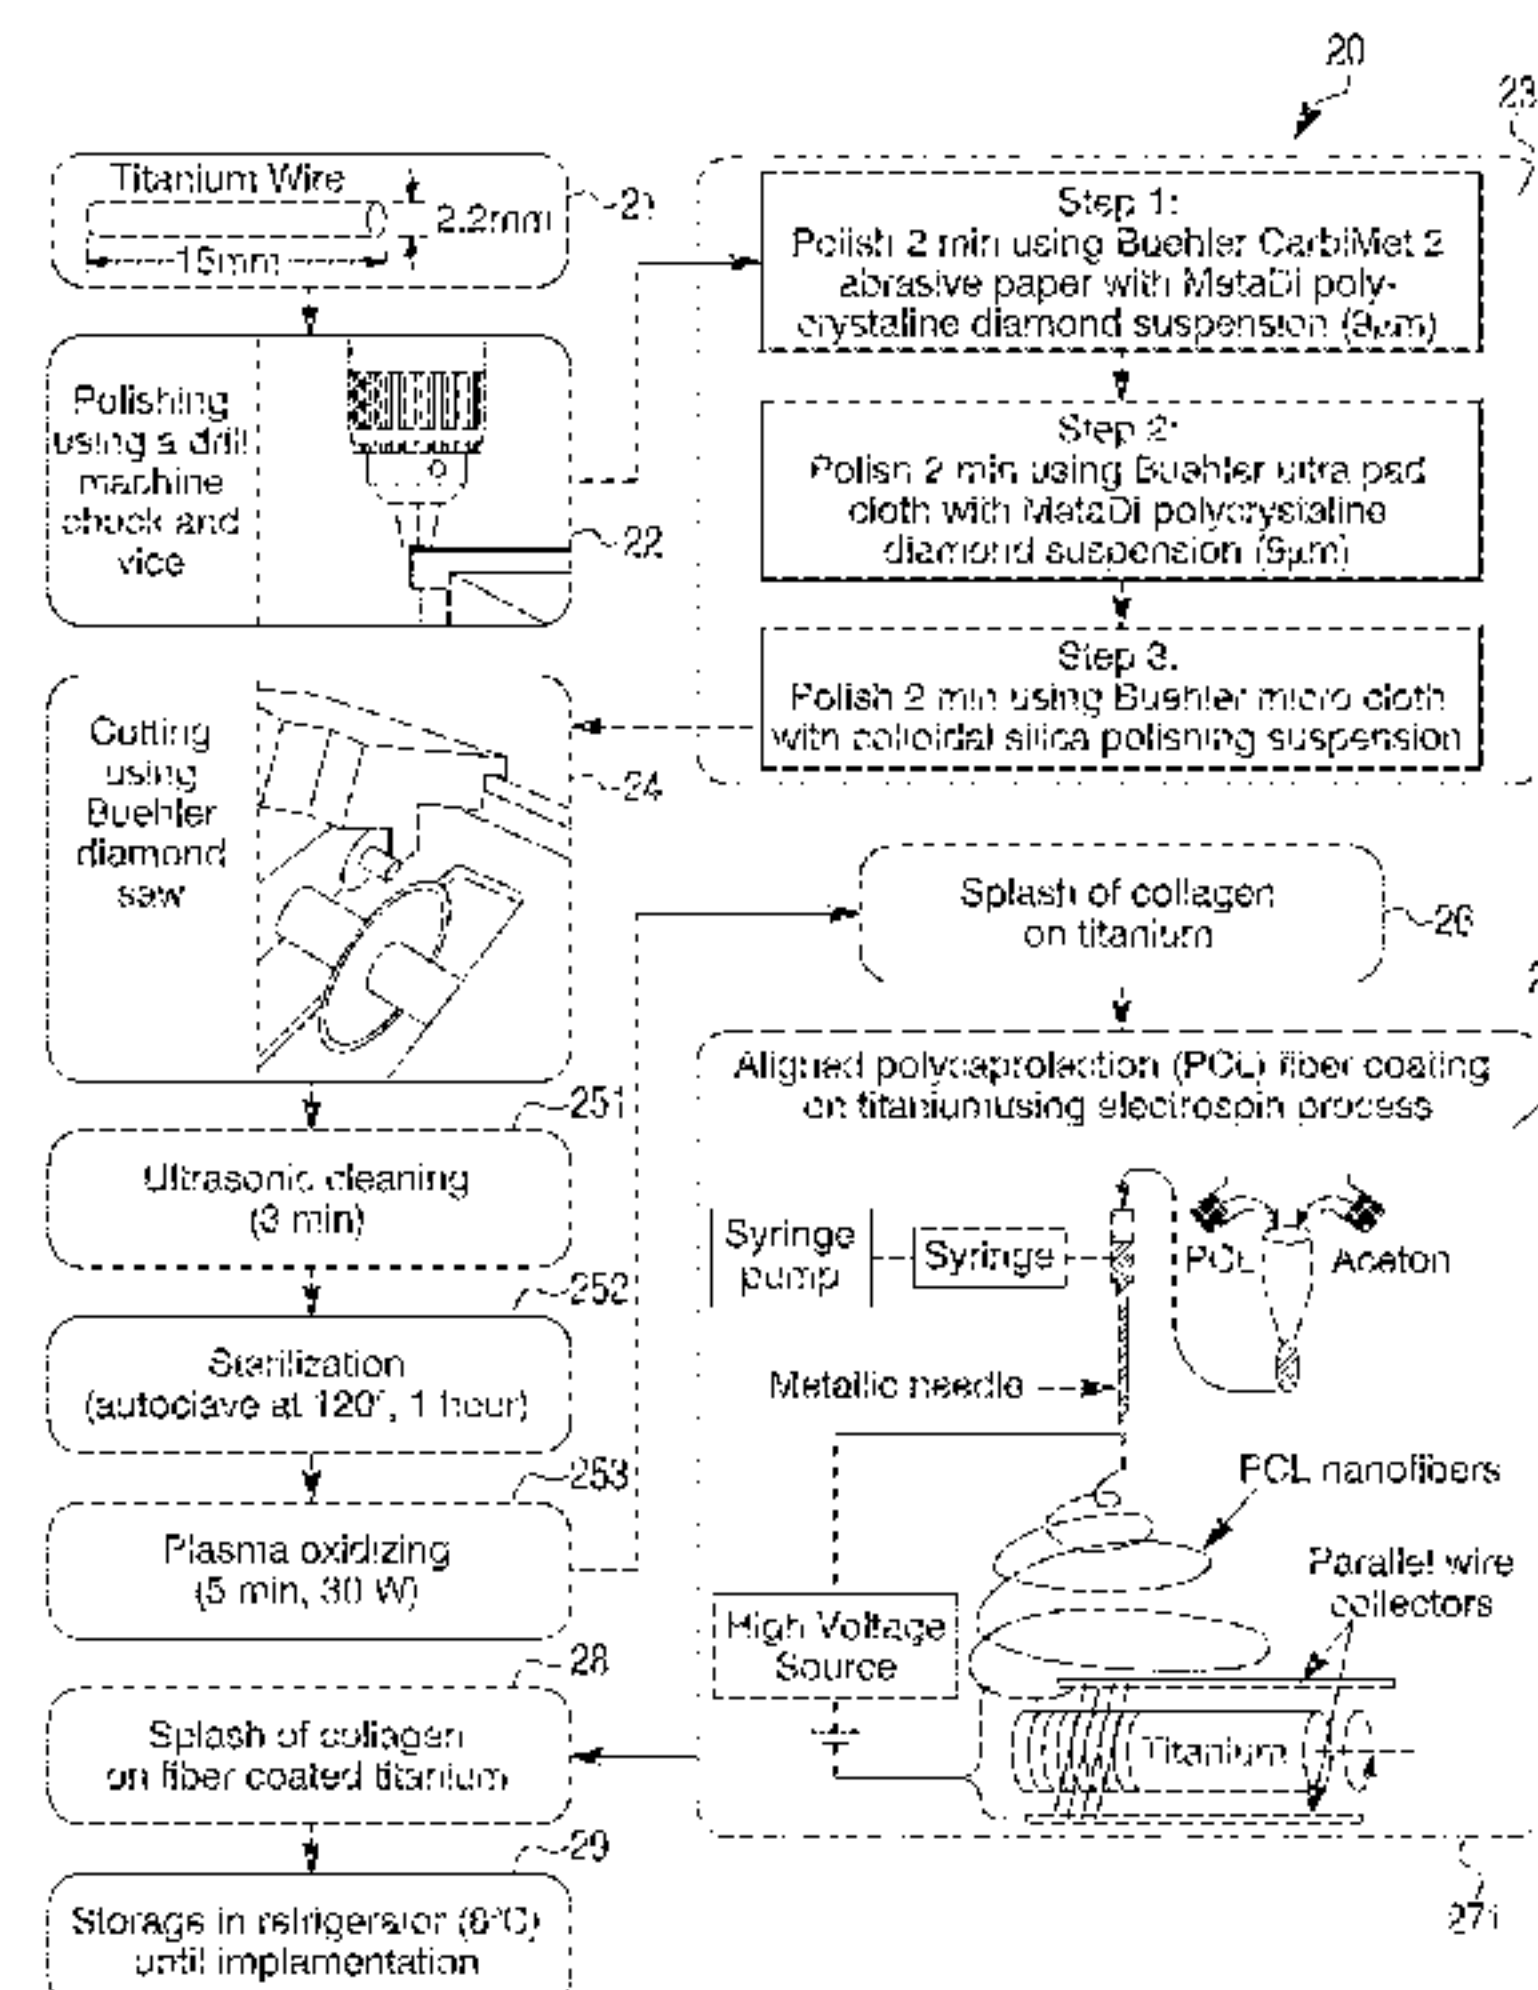 20
23
Titanium Wire
2.2mm
15mm
21
Polishing
using a drill
machine
chuck and
vice
22
Step 1:
Polish 2 min using Buehler CarbiMet 2
abrasive paper with MetaDi poly-
crystaline diamond suspension (9µm)
Step 2:
Polish 2 min using Buehler ultra pad
cloth with MetaDi polycrystaline
diamond suspension
Step 3.
Polish 2 min using Buehler micro cloth
with colloidal silica polishing suspension
Cutting
using
Buehler
diamond
saw
24
Splash of collagen
on titanium
26
251
Ultrasonic cleaning
(3 min)
252
Sterilization
(autoclave at 120°, 1 hour)
253
Plasma oxidizing
(5 min, 30 W)
Aligned polycaprolaction (PCL) fiber coating
on titaniumusing electrospin process
Syringe
pump
Syringe
PCL
Aceton
Metallic needle
PCL nanofibers
Parallel wire
collectors
High Voltage
Source
Titanium
271
28
Splash of collagen
on fiber coated titanium
29
Storage in refrigerator
until implamentation